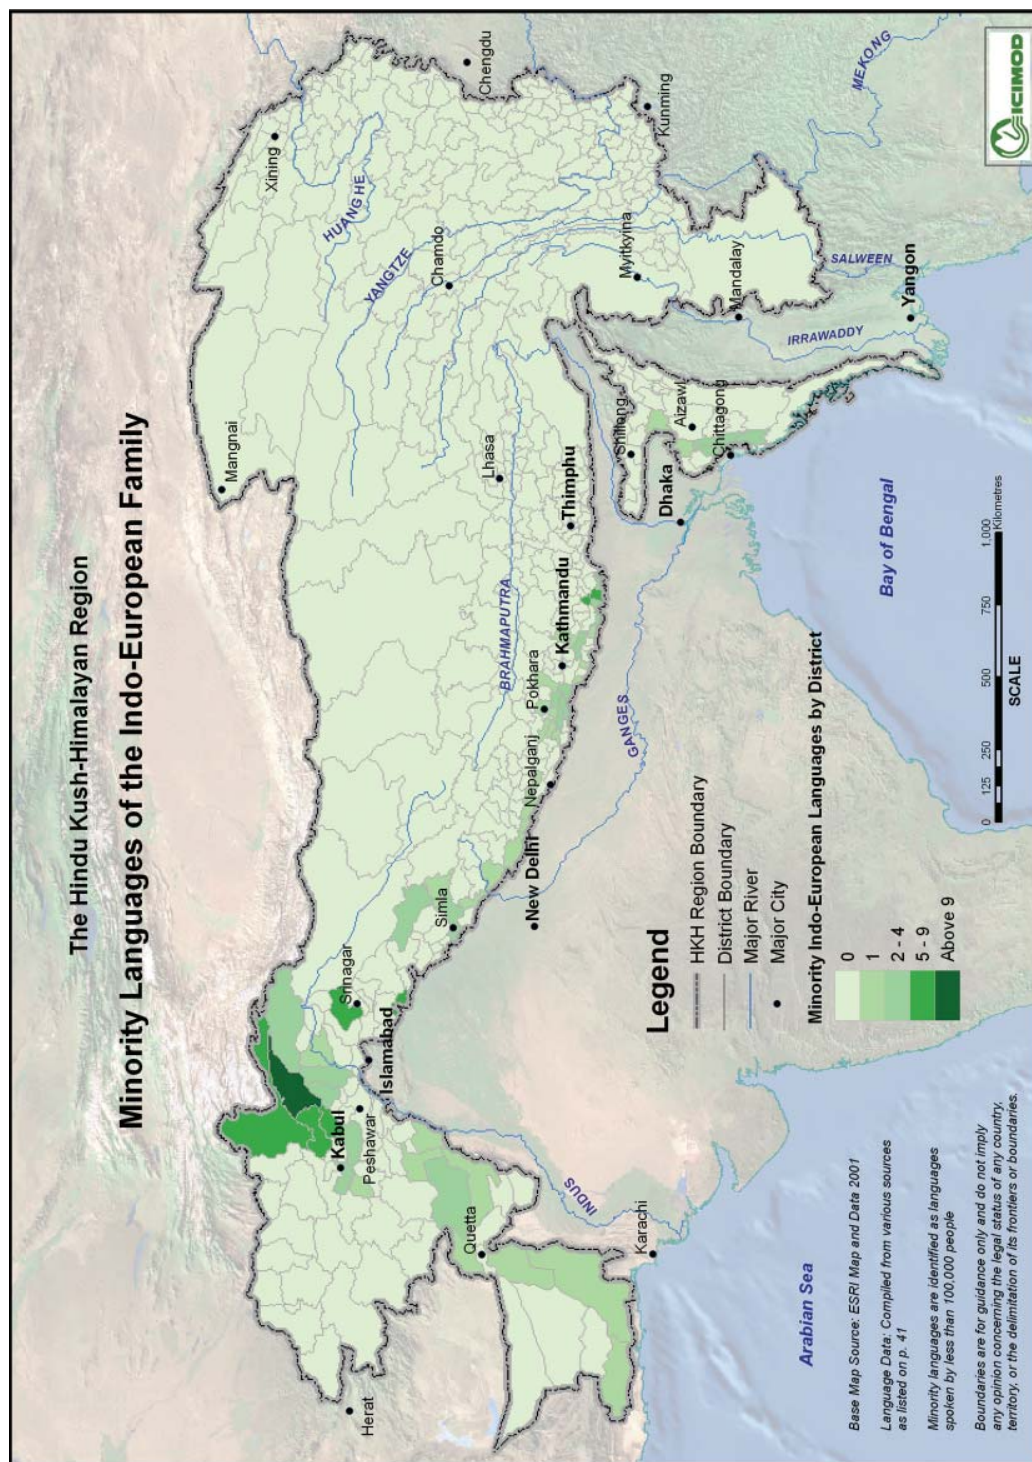 The Hindu Kush-Himalayan Region
Minority Languages of the Indo-European Family
Mangnai
Xining
HUANG HE
YANGTZE
Chamdo
Chengdu
Kunming
MEKONG
Lhasa
BRAHMAPUTRA
Thimphu
Kathmandu
Pokhara
Nepalganj
New Delhi
Simla
Srinagar
Islamabad
Kabul
Peshawar
Herat
Quetta
INDUS
Karachi
GANGES
Dhaka
Shillong
Aizawl
Chittagong
Myitkyina
Mandalay
SALWEEN
IRRAWADDY
Yangon
Arabian Sea
Bay of Bengal
Legend
HKH Region Boundary
District Boundary
Major River
Major City
Minority Indo-European Languages by District
0
1
2 - 4
5 - 9
Above 9
0 125 250 500 750 1,000
Kilometres
SCALE
Base Map Source: ESRI Map and Data 2001
Language Data: Compiled from various sources
as listed on p. 41
Minority languages are identified as languages
spoken by less than 100,000 people
Boundaries are for guidance only and do not imply
any opinion concerning the legal status of any country,
territory, or the delimitation of its frontiers or boundaries.
ICIMOD